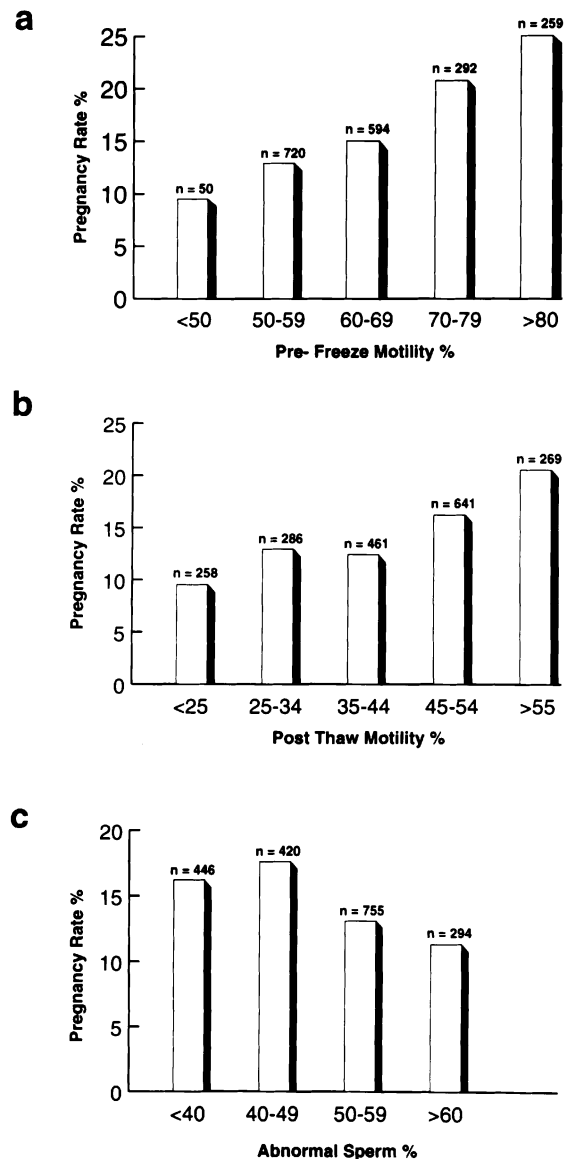 a
25
20
15
10
5
0
Pregnancy Rate %
n = 50
n = 720
n = 594
n = 292
n = 259
<50 50-59 60-69 70-79 >80
Pre- Freeze Motility %
b
25
20
15
10
5
0
Pregnancy Rate %
n = 258
n = 286
n = 461
n = 641
n = 269
<25 25-34 35-44 45-54 >55
Post Thaw Motility %
c
20
15
10
5
0
Pregnancy Rate %
n = 446
n = 420
n = 755
n = 294
<40 40-49 50-59 >60
Abnormal Sperm %